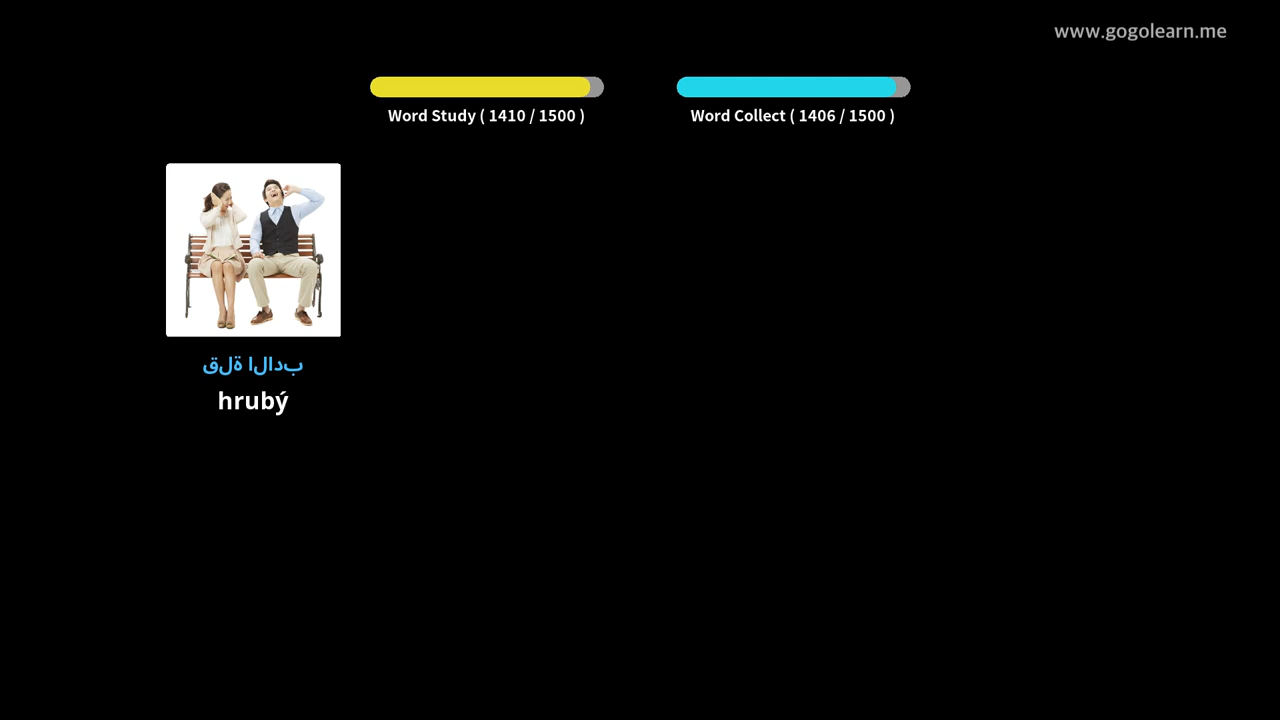 www.gogolearn.me
Word Study ( 1410 / 1500 )
Word Collect ( 1406 / 1500 )
قلة الادب
hrubý